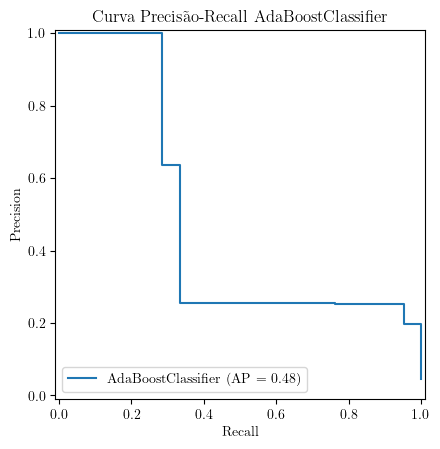 Curva Precisão-Recall AdaBoostClassifier
1.0
0.8
0.6
0.4
0.2
0.0
Precision
AdaBoostClassifier (AP = 0.48)
0.0 0.2 0.4 0.6 0.8 1.0
Recall